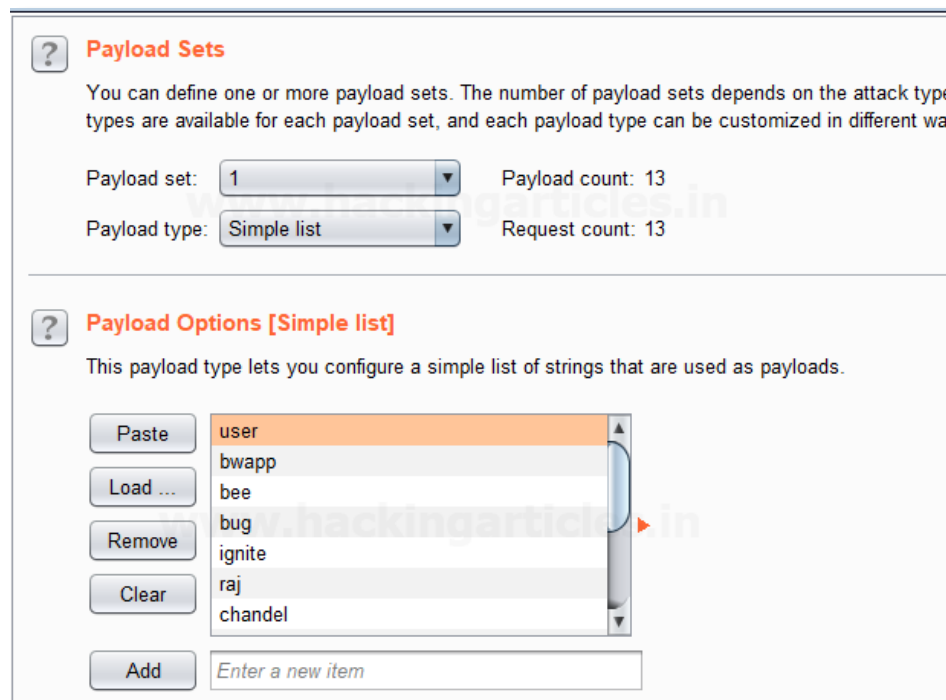 ? Payload Sets
You can define one or more payload sets. The number of payload sets depends on the attack type
types are available for each payload set, and each payload type can be customized in different wa
Payload set: 1 Payload count: 13
www.hackingarticles.in
Payload type: Simple list Request count: 13
? Payload Options [Simple list]
This payload type lets you configure a simple list of strings that are used as payloads.
Paste user
bwapp
Load ... bee
bug
www.hackingarticles.in
Remove ignite
raj
Clear chandel
Add Enter a new item